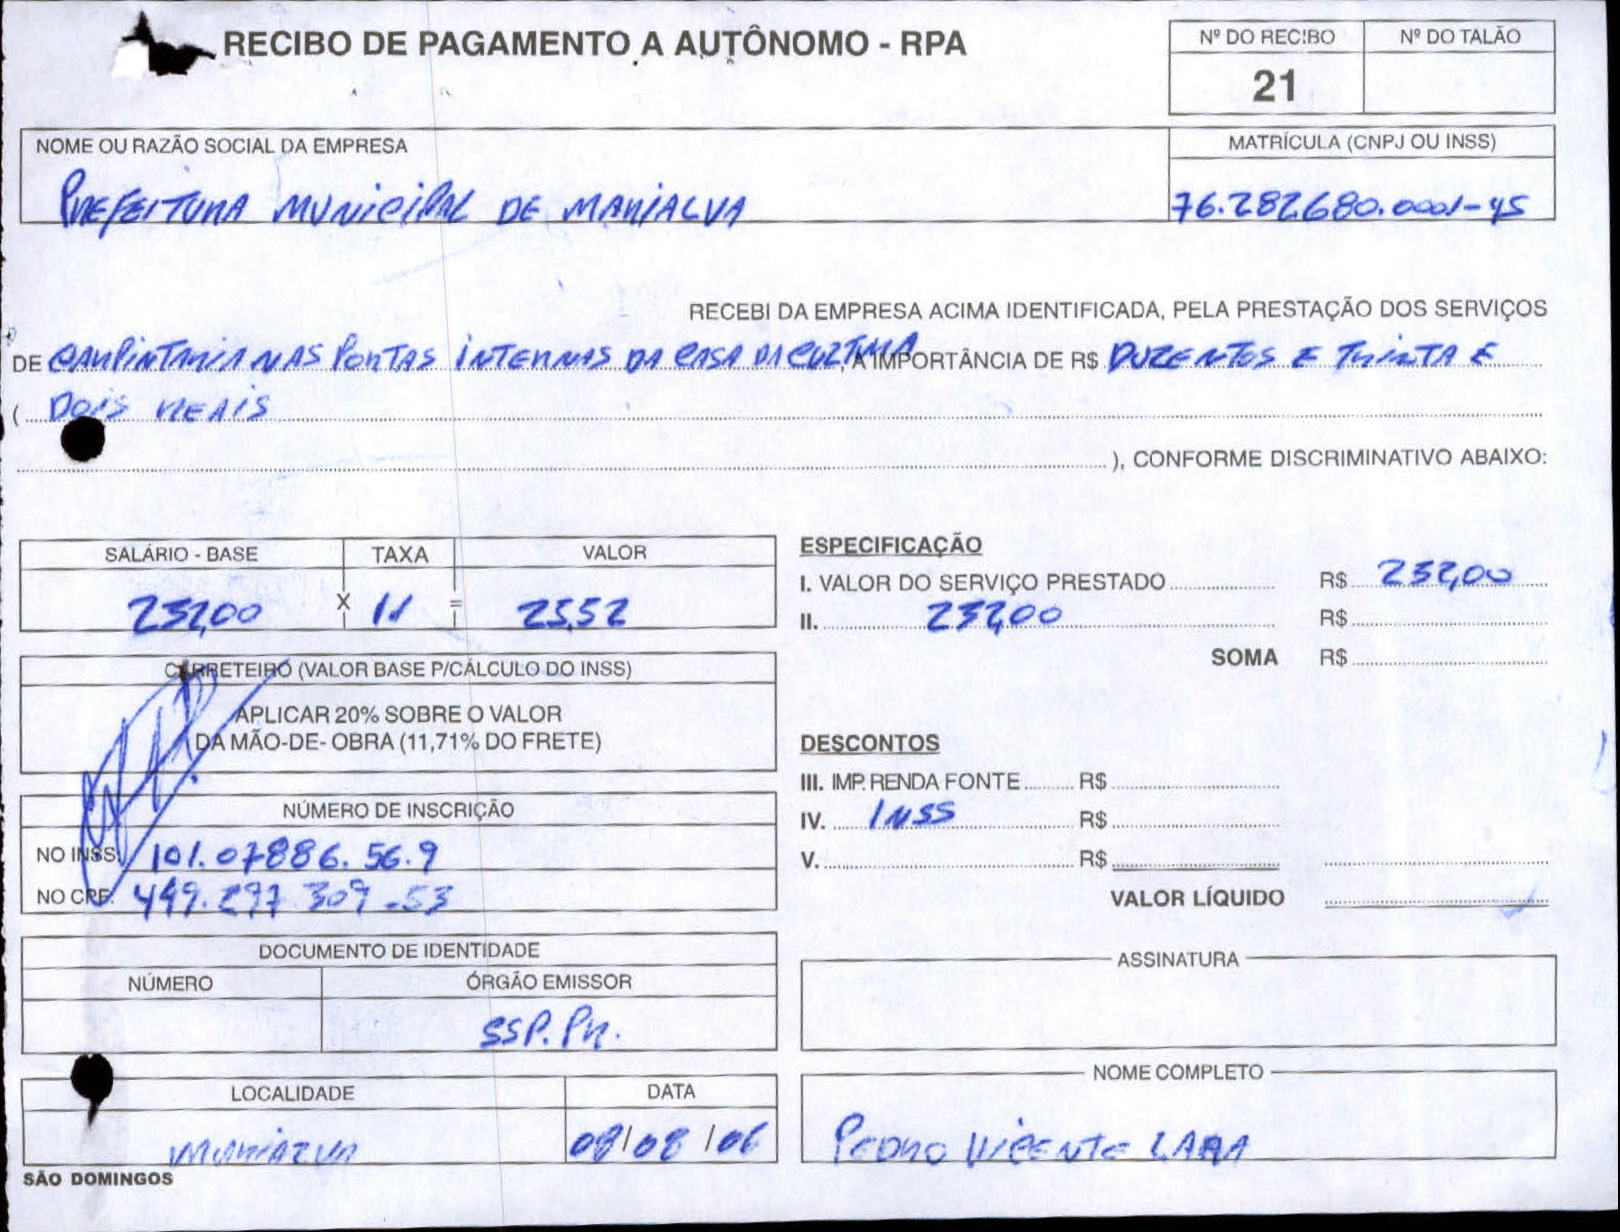 RECIBO DE PAGAMENTO A AUTÔNOMO - RPA
Nº DO RECIBO Nº DO TALÃO
21
NOME OU RAZÃO SOCIAL DA EMPRESA
MATRÍCULA (CNPJ OU INSS)
PREFEITURA MUNICIPAL DE MARIALVA
76.282680.0001-45
RECEBI DA EMPRESA ACIMA IDENTIFICADA, PELA PRESTAÇÃO DOS SERVIÇOS
DE CARPINTARIA NAS PORTAS INTERNAS DA CASA DA CULTURA, A IMPORTÂNCIA DE R$ DUZENTOS E TRINTA E
( DOIS REAIS
), CONFORME DISCRIMINATIVO ABAIXO:
SALÁRIO - BASE TAXA VALOR
232,00 X 11 = 25,52
CARRETEIRO (VALOR BASE P/CÁLCULO DO INSS)
APLICAR 20% SOBRE O VALOR
DA MÃO-DE- OBRA (11,71% DO FRETE)
NÚMERO DE INSCRIÇÃO
NO INSS: 101.07886.56.9
NO CPF: 449.297.309-53
DOCUMENTO DE IDENTIDADE
NÚMERO ÓRGÃO EMISSOR
SSP.PR.
LOCALIDADE DATA
MARIALVA 08/08/06
SÃO DOMINGOS
ESPECIFICAÇÃO
I. VALOR DO SERVIÇO PRESTADO R$ 232,00
II. 232,00 R$
SOMA R$
DESCONTOS
III. IMP. RENDA FONTE R$
IV. INSS R$
V. R$
VALOR LÍQUIDO
ASSINATURA
NOME COMPLETO
PEDRO VICENTE LARA